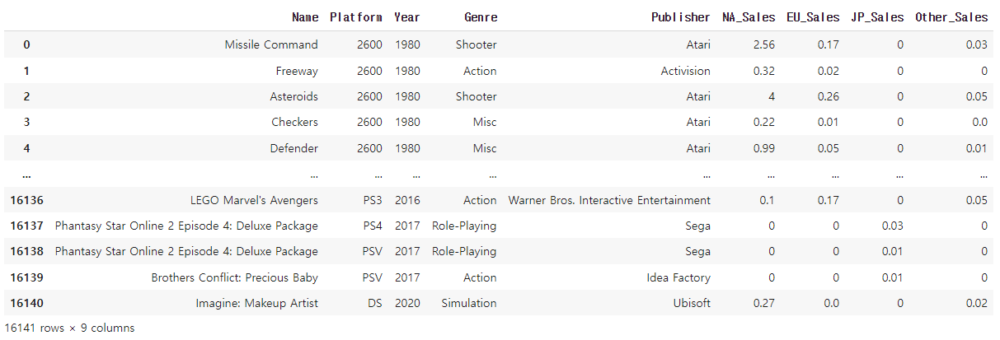 Name Platform Year Genre Publisher NA_Sales EU_Sales JP_Sales Other_Sales
0 Missile Command 2600 1980 Shooter Atari 2.56 0.17 0 0.03
1 Freeway 2600 1980 Action Activision 0.32 0.02 0 0
2 Asteroids 2600 1980 Shooter Atari 4 0.26 0 0.05
3 Checkers 2600 1980 Misc Atari 0.22 0.01 0 0.0
4 Defender 2600 1980 Misc Atari 0.99 0.05 0 0.01
... ... ... ... ... ... ... ... ... ...
16136 LEGO Marvel's Avengers PS3 2016 Action Warner Bros. Interactive Entertainment 0.1 0.17 0 0.05
16137 Phantasy Star Online 2 Episode 4: Deluxe Package PS4 2017 Role-Playing Sega 0 0 0.03 0
16138 Phantasy Star Online 2 Episode 4: Deluxe Package PSV 2017 Role-Playing Sega 0 0 0.01 0
16139 Brothers Conflict: Precious Baby PSV 2017 Action Idea Factory 0 0 0.01 0
16140 Imagine: Makeup Artist DS 2020 Simulation Ubisoft 0.27 0.0 0 0.02
16141 rows × 9 columns